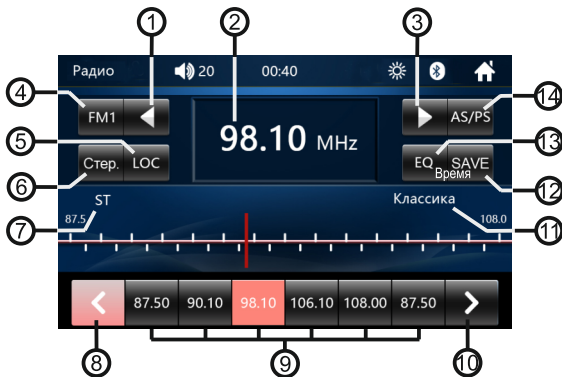 1 2 3
Радио 20 00:40
4 FM1 AS/PS 14
98.10 MHz
5 13
6 Стер. LOC EQ SAVE
Время
12
ST Классика
7 87.5 108.0 11
87.50 90.10 98.10 106.10 108.00 87.50
8 9 10